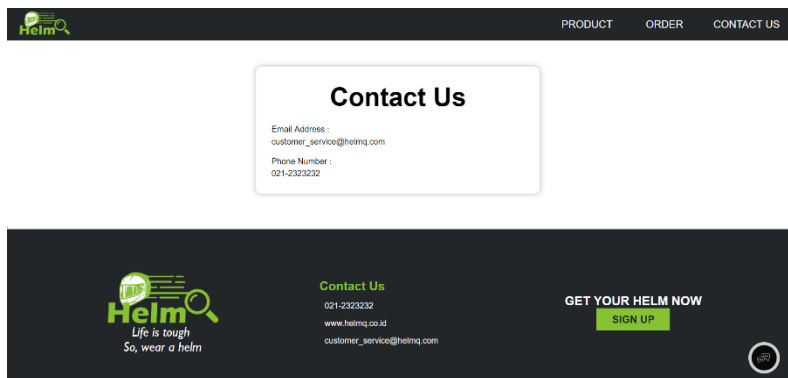 Helm
PRODUCT
ORDER
CONTACT US
Contact Us
Email Address :
customer_service@helmq.com
Phone Number :
021-2323232
Helm
Life is tough
So, wear a helm
Contact Us
021-2323232
www.helmq.co.id
customer_service@helmq.com
GET YOUR HELM NOW
SIGN UP